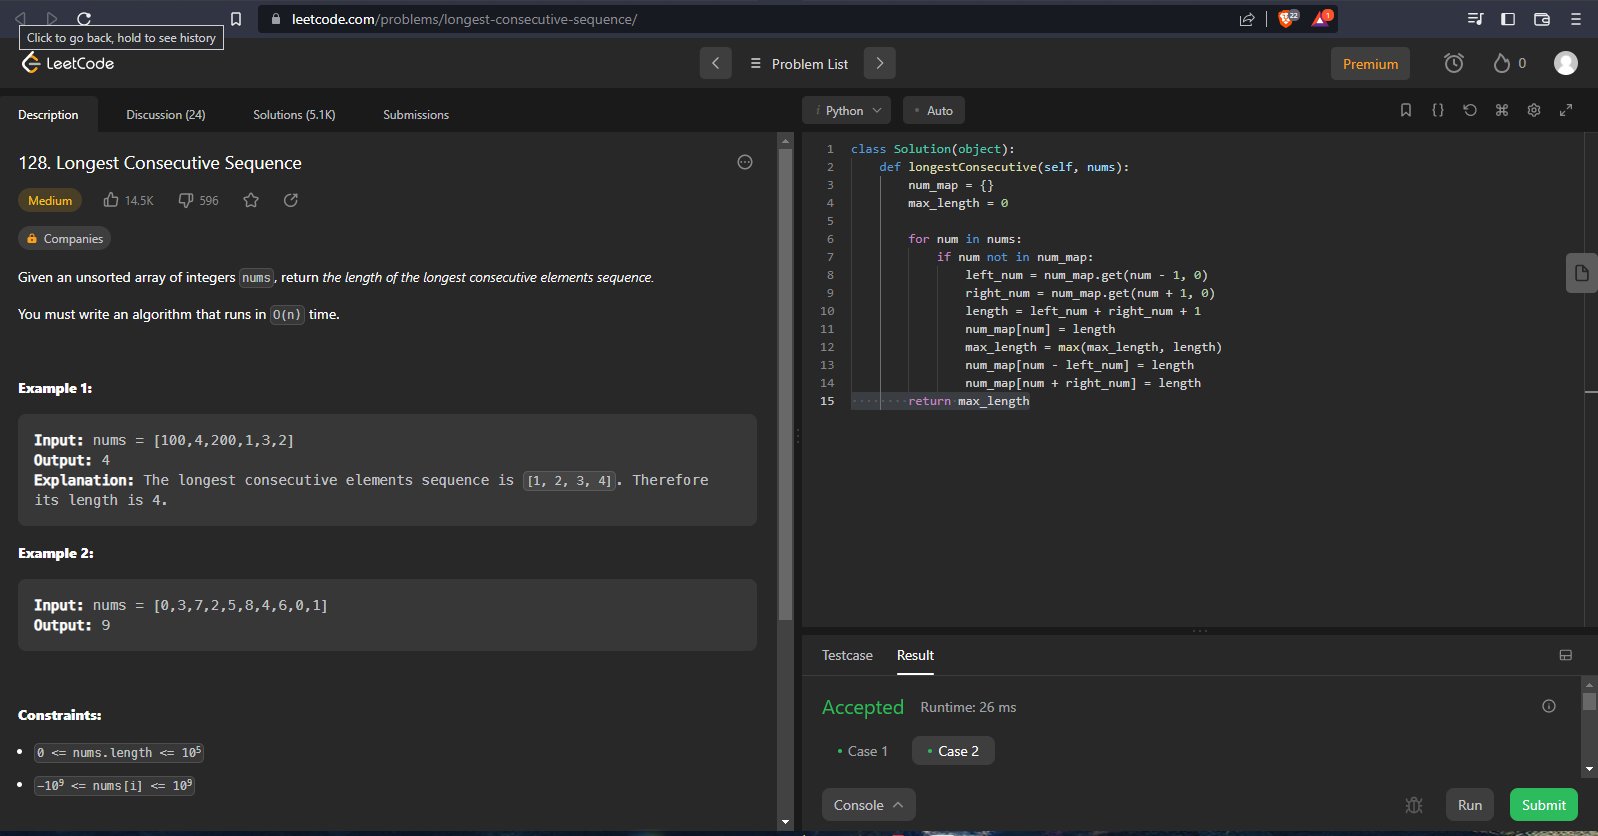 leetcode.com/problems/longest-consecutive-sequence/
22
1
Click to go back, hold to see history
LeetCode
Problem List
Premium
0
Description
Discussion (24)
Solutions (5.1K)
Submissions
128. Longest Consecutive Sequence
Medium
14.5K
596
Companies
Given an unsorted array of integers nums, return the length of the longest consecutive elements sequence.
You must write an algorithm that runs in O(n) time.
Example 1:
Input: nums = [100,4,200,1,3,2]
Output: 4
Explanation: The longest consecutive elements sequence is [1, 2, 3, 4]. Therefore
its length is 4.
Example 2:
Input: nums = [0,3,7,2,5,8,4,6,0,1]
Output: 9
Constraints:
• 0 <= nums.length <= 10⁵
• -10⁹ <= nums[i] <= 10⁹
i Python
• Auto
{}
1 class Solution(object):
2     def longestConsecutive(self, nums):
3         num_map = {}
4         max_length = 0
5
6         for num in nums:
7             if num not in num_map:
8                 left_num = num_map.get(num - 1, 0)
9                 right_num = num_map.get(num + 1, 0)
10                 length = left_num + right_num + 1
11                 num_map[num] = length
12                 max_length = max(max_length, length)
13                 num_map[num - left_num] = length
14                 num_map[num + right_num] = length
15         return max_length
Testcase
Result
Accepted
Runtime: 26 ms
• Case 1
• Case 2
Console
Run
Submit